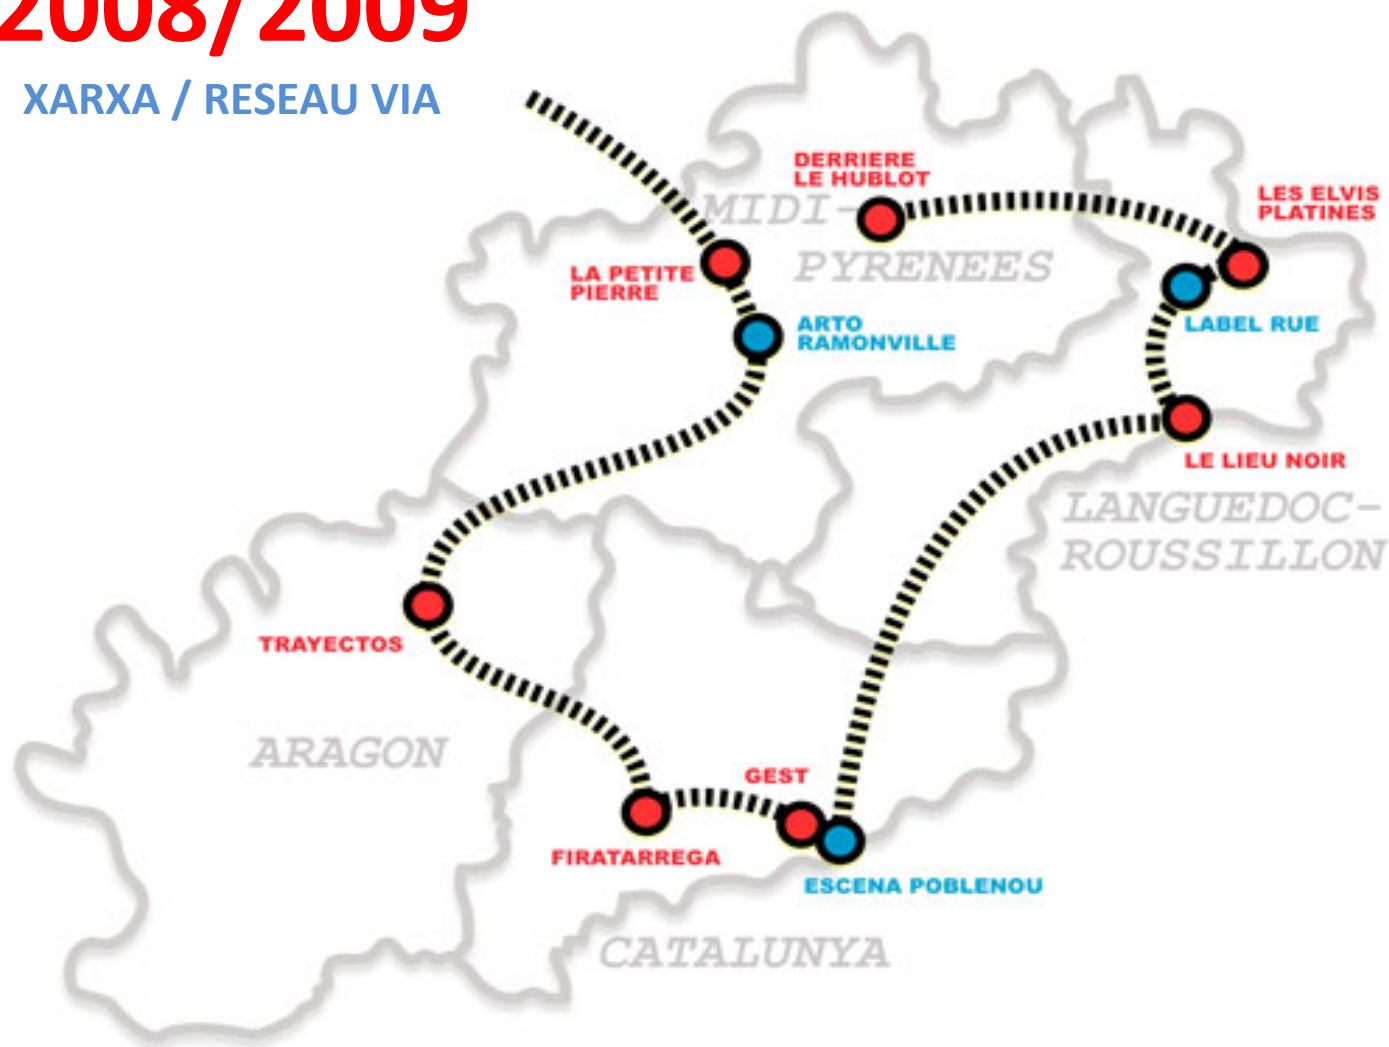 2008/2009
XARXA / RESEAU VIA
DERRIERE
LE HUBLOT
LES ELVIS
PLATINES
MIDI-
PYRENEES
LA PETITE
PIERRE
ARTO
RAMONVILLE
LABEL RUE
LE LIEU NOIR
LANGUEDOC-
ROUSSILLON
TRAYECTOS
ARAGON
GEST
FIRATARREGA
ESCENA POBLENOU
CATALUNYA